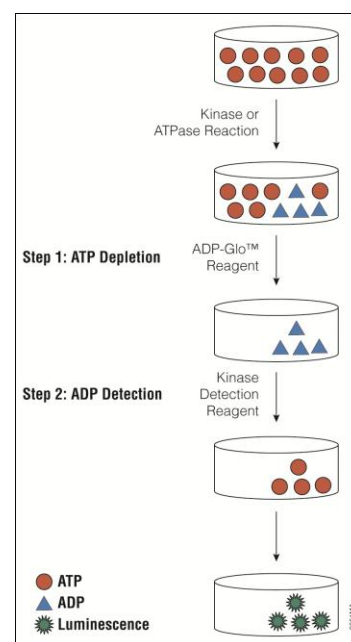 Kinase or
ATPase Reaction
Step 1: ATP Depletion
ADP-Glo™
Reagent
Step 2: ADP Detection
Kinase
Detection
Reagent
ATP
ADP
Luminescence